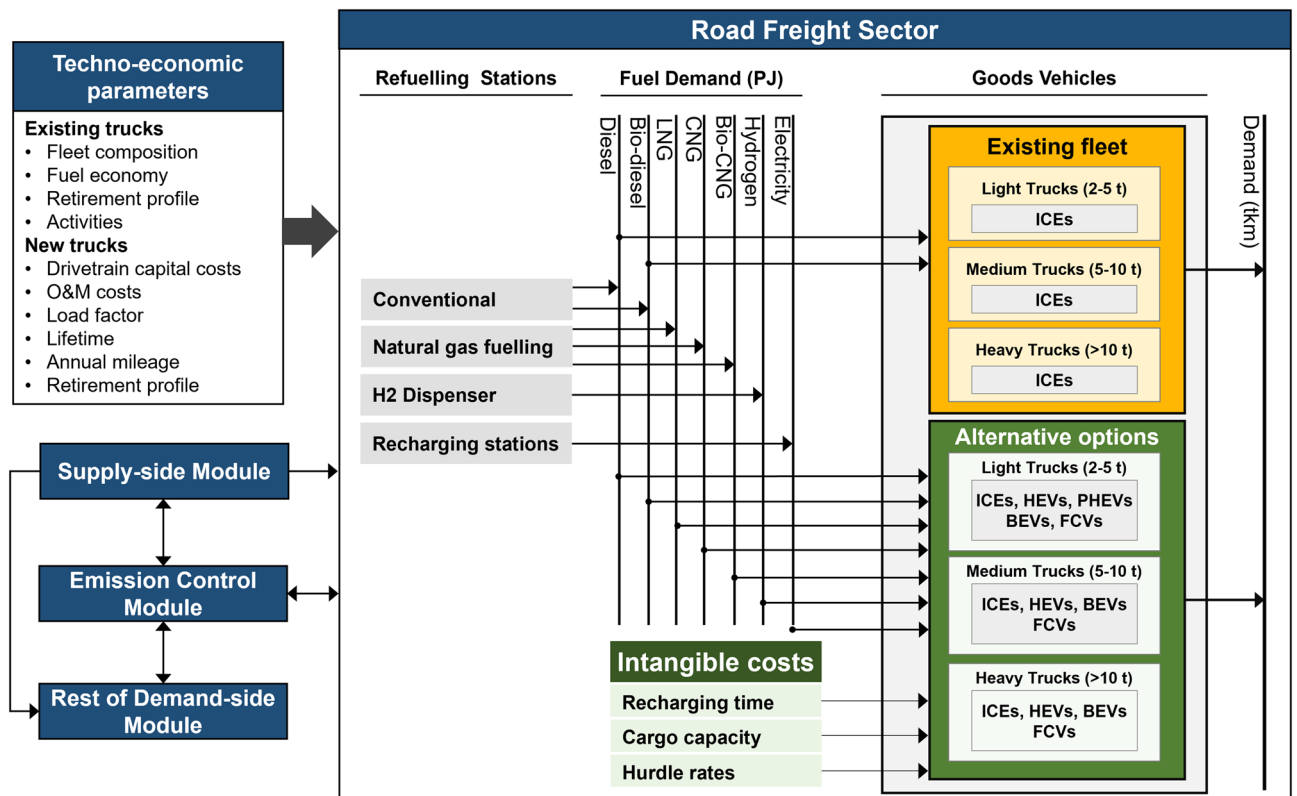 Road Freight Sector
Techno-economic
parameters
Existing trucks
• Fleet composition
• Fuel economy
• Retirement profile
• Activities
New trucks
• Drivetrain capital costs
• O&M costs
• Load factor
• Lifetime
• Annual mileage
• Retirement profile
Supply-side Module
Emission Control
Module
Rest of Demand-side
Module
Refuelling Stations
Conventional
Natural gas fuelling
H2 Dispenser
Recharging stations
Fuel Demand (PJ)
Diesel
Bio-diesel
LNG
CNG
Bio-CNG
Hydrogen
Electricity
Intangible costs
Recharging time
Cargo capacity
Hurdle rates
Goods Vehicles
Existing fleet
Light Trucks (2-5 t)
ICEs
Medium Trucks (5-10 t)
ICEs
Heavy Trucks (>10 t)
ICEs
Alternative options
Light Trucks (2-5 t)
ICEs, HEVs, PHEVs
BEVs, FCVs
Medium Trucks (5-10 t)
ICEs, HEVs, BEVs
FCVs
Heavy Trucks (>10 t)
ICEs, HEVs, BEVs
FCVs
Demand (tkm)